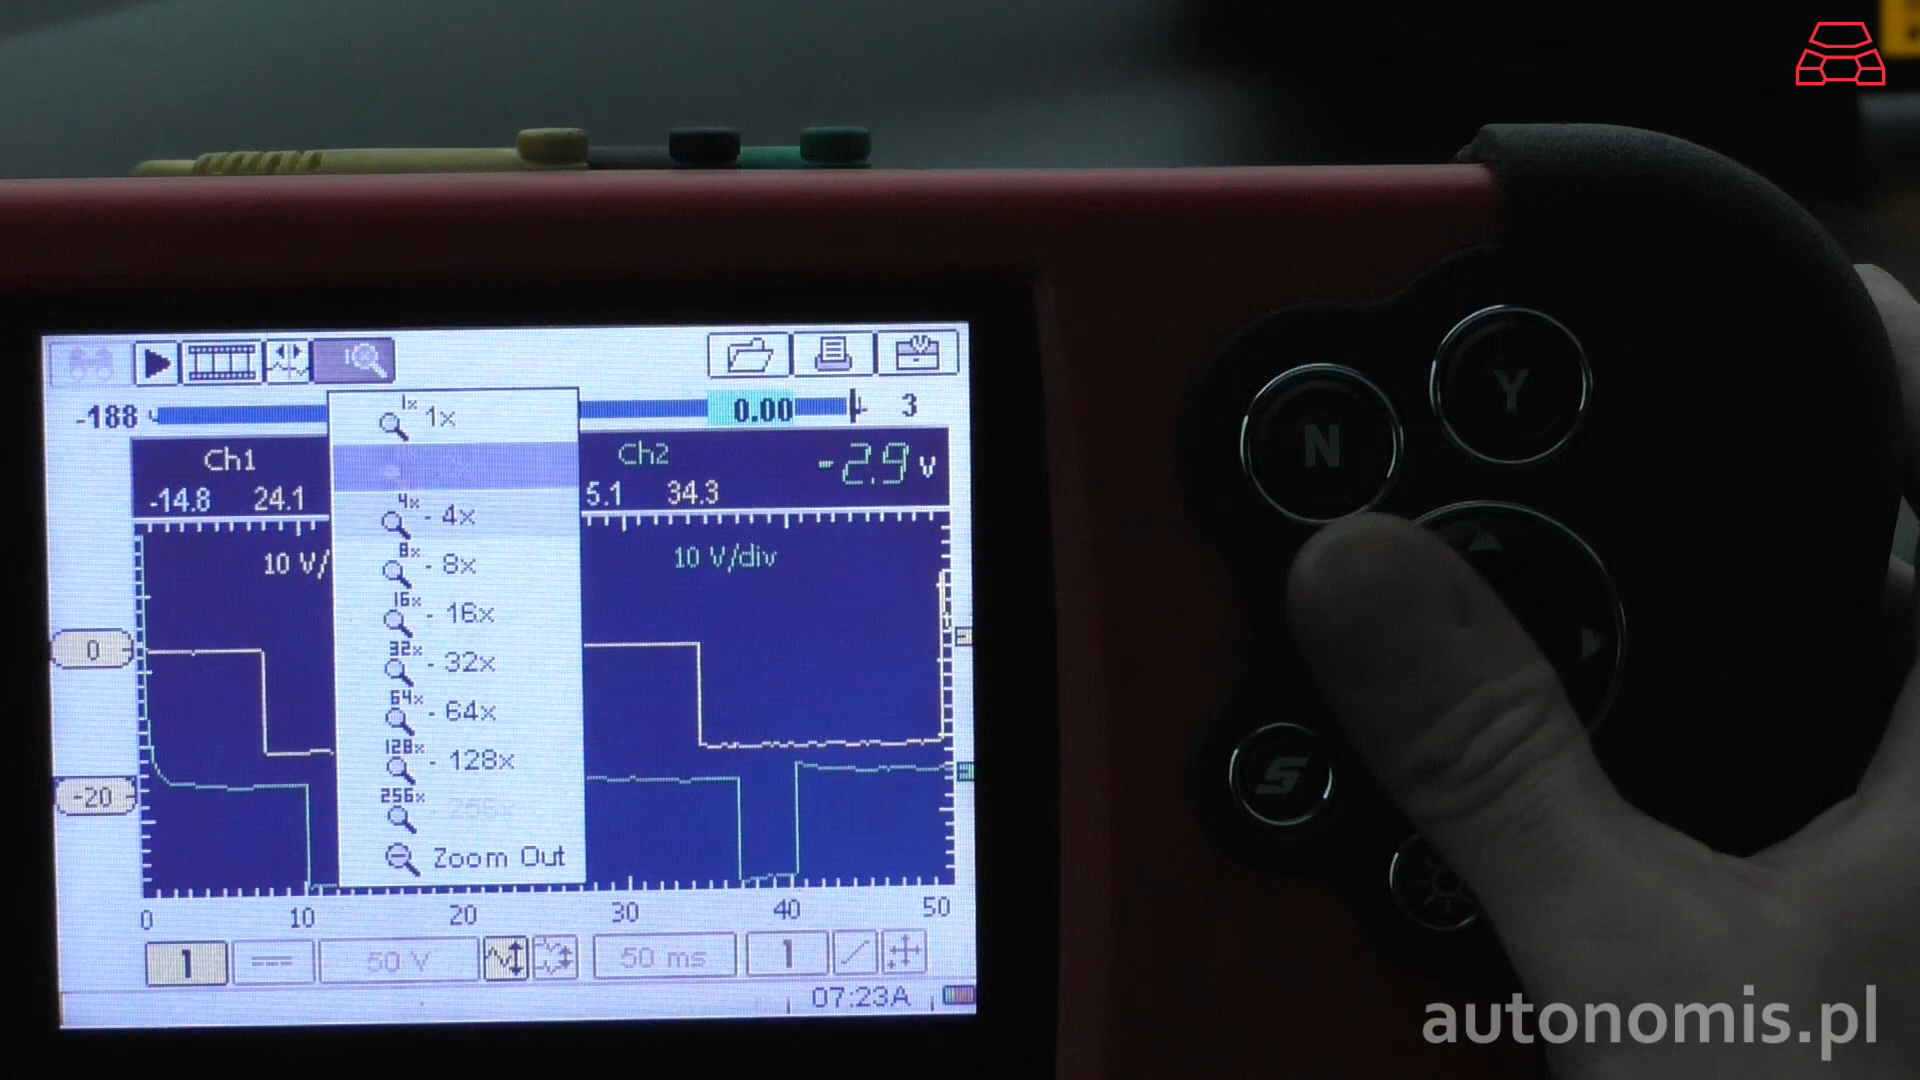 -188
0.00
3
Ch1
-14.8 24.1
Ch2
-2.9 V
5.1 34.3
10 V/
10 V/div
1x 1x
4x - 4x
8x - 8x
16x - 16x
32x - 32x
64x - 64x
128x - 128x
256x - 256x
Zoom Out
0
-20
0 10 20 30 40 50
1 50 V 50 ms 1
07:23A
N
Y
S
autonomis.pl